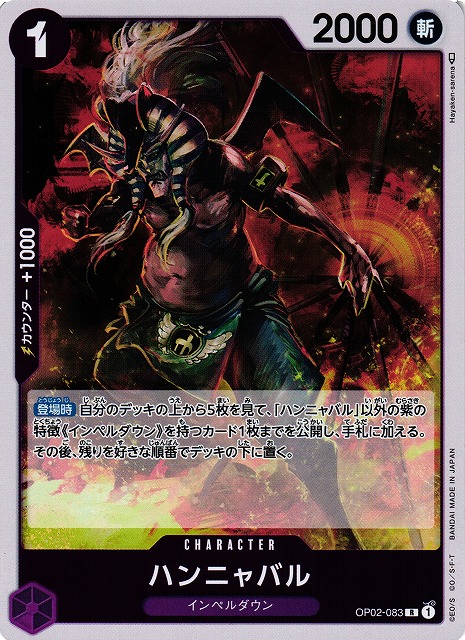 1
2000
斬
Hayaken-sarena
カウンター +1000
登場時 自分のデッキの上から5枚を見て、「ハンニャバル」以外の紫の
特徴《インペルダウン》を持つカード1枚までを公開し、手札に加える。
その後、残りを好きな順番でデッキの下に置く。
CHARACTER
ハンニャバル
インペルダウン
OP02-083 R 1
©E.O/S ©O/S・F・T BANDAI MADE IN JAPAN